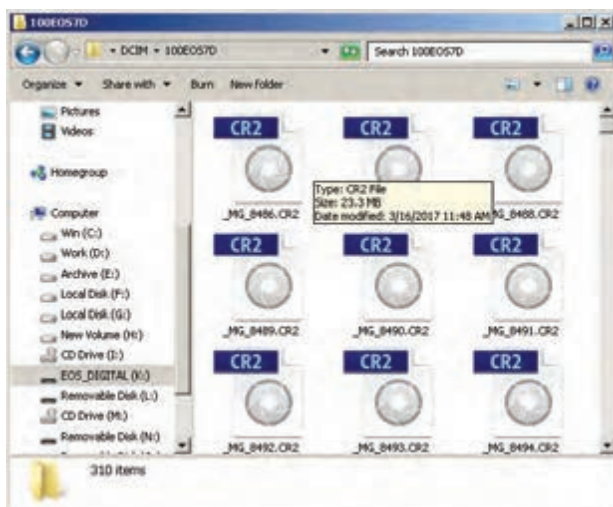 100EOS7D
DCIM 100EOS7D
Search 100EOS7D
Organize Share with Burn New folder
Pictures
Videos
Homegroup
Computer
Win (C:)
Work (D:)
Archive (E:)
Local Disk (F:)
Local Disk (G:)
New Volume (H:)
CD Drive (I:)
EOS_DIGITAL (K:)
Removable Disk (L:)
CD Drive (M:)
Removable Disk (N:)
CR2 CR2 CR2
Type: CR2 File
Size: 23.3 MB
Date modified: 3/16/2017 11:48 AM
_MG_8486.CR2 MG_8488.CR2
CR2 CR2 CR2
_MG_8489.CR2 _MG_8490.CR2 _MG_8491.CR2
CR2 CR2 CR2
_MG_8492.CR2 _MG_8493.CR2 _MG_8494.CR2
310 items